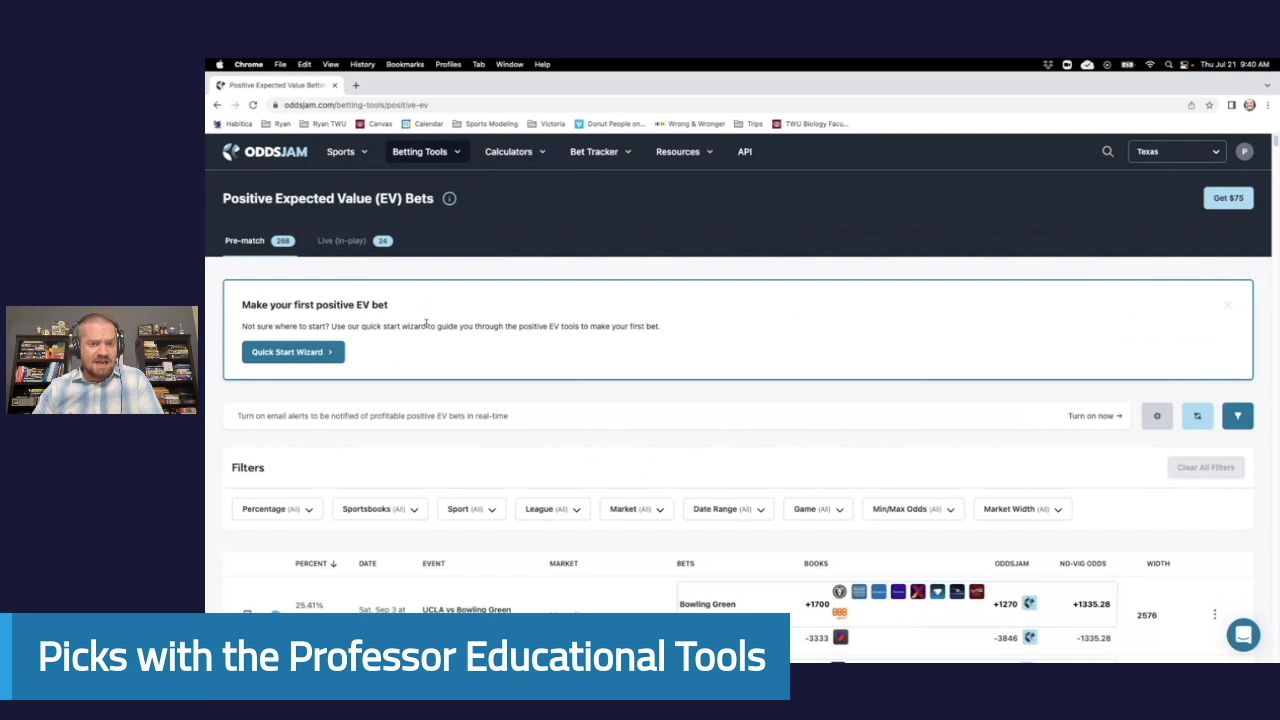 Chrome File Edit View History Bookmarks Profiles Tab Window Help Thu Jul 21 9:40 AM
Positive Expected Value Bettin
oddsjam.com/betting-tools/positive-ev
Habitica Ryan Ryan TWU Canvas Calendar Sports Modeling Victoria Donut People on... Wrong & Wronger Trips TWU Biology Facu...
ODDSJAM Sports Betting Tools Calculators Bet Tracker Resources API Texas P
Positive Expected Value (EV) Bets Get $75
Pre-match 268 Live (in-play) 24
Make your first positive EV bet
Not sure where to start? Use our quick start wizard to guide you through the positive EV tools to make your first bet.
Quick Start Wizard
Turn on email alerts to be notified of profitable positive EV bets in real-time Turn on now →
Filters Clear All Filters
Percentage (All) Sportsbooks (All) Sport (All) League (All) Market (All) Date Range (All) Game (All) Min/Max Odds (All) Market Width (All)
PERCENT ↓ DATE EVENT MARKET BETS BOOKS ODDSJAM NO-VIG ODDS WIDTH
25.41% Sat, Sep 3 at UCLA vs Bowling Green Bowling Green +1700 888 sport +1270 +1335.28 2576
-3333 -3846 -1335.28
Picks with the Professor Educational Tools